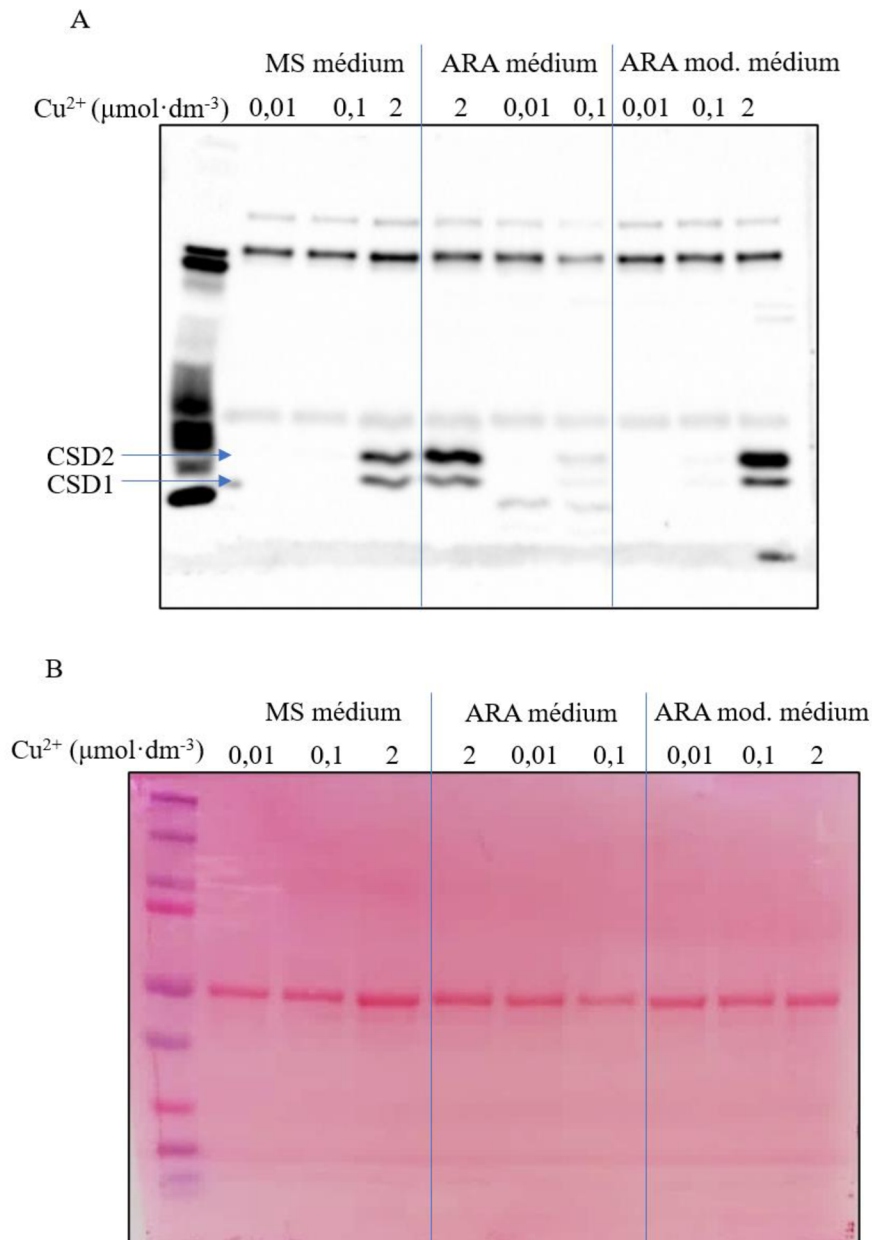 A
MS médium ARA médium ARA mod. médium
Cu²⁺ (μmol·dm⁻³) 0,01 0,1 2 2 0,01 0,1 0,01 0,1 2
CSD2
CSD1
B
MS médium ARA médium ARA mod. médium
Cu²⁺ (μmol·dm⁻³) 0,01 0,1 2 2 0,01 0,1 0,01 0,1 2